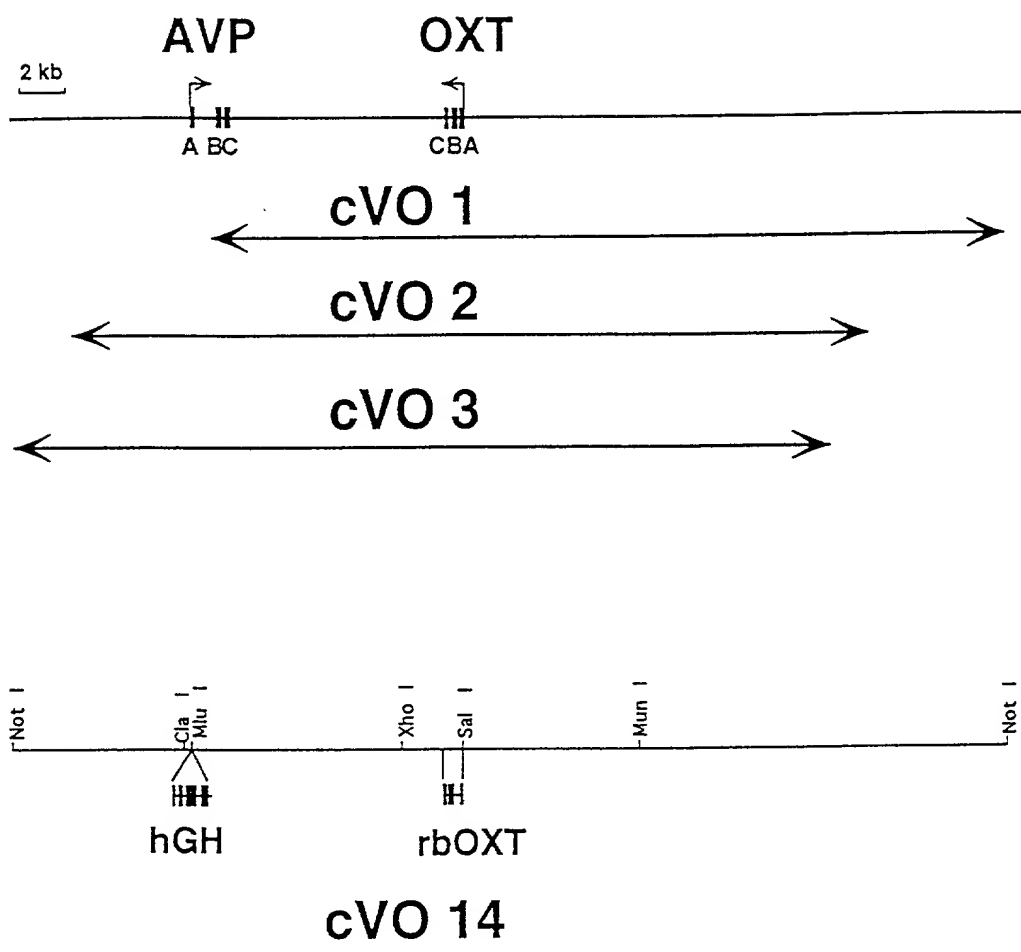 AVP OXT
2 kb
A BC CBA
cVO 1
cVO 2
cVO 3
Not I Cla I Mlu I Xho I Sal I Mun I Not I
hGH rbOXT
cVO 14